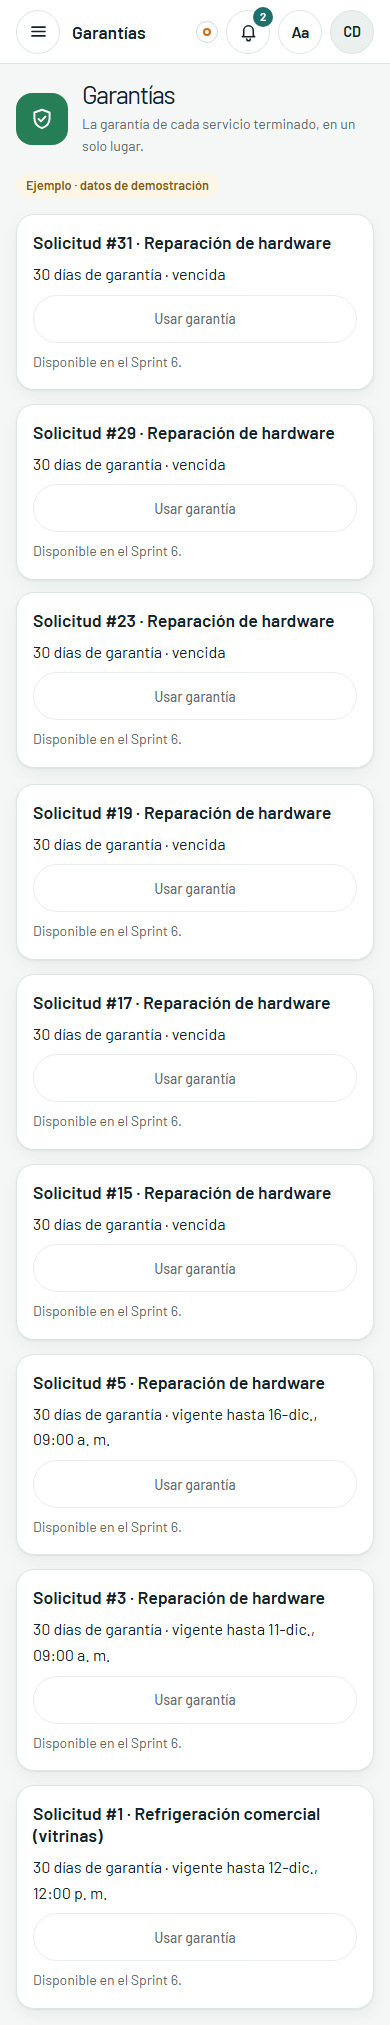 Garantías
2
Aa
CD
Garantías
La garantía de cada servicio terminado, en un
solo lugar.
Ejemplo · datos de demostración
Solicitud #31 · Reparación de hardware
30 días de garantía · vencida
Usar garantía
Disponible en el Sprint 6.
Solicitud #29 · Reparación de hardware
30 días de garantía · vencida
Usar garantía
Disponible en el Sprint 6.
Solicitud #23 · Reparación de hardware
30 días de garantía · vencida
Usar garantía
Disponible en el Sprint 6.
Solicitud #19 · Reparación de hardware
30 días de garantía · vencida
Usar garantía
Disponible en el Sprint 6.
Solicitud #17 · Reparación de hardware
30 días de garantía · vencida
Usar garantía
Disponible en el Sprint 6.
Solicitud #15 · Reparación de hardware
30 días de garantía · vencida
Usar garantía
Disponible en el Sprint 6.
Solicitud #5 · Reparación de hardware
30 días de garantía · vigente hasta 16-dic.,
09:00 a. m.
Usar garantía
Disponible en el Sprint 6.
Solicitud #3 · Reparación de hardware
30 días de garantía · vigente hasta 11-dic.,
09:00 a. m.
Usar garantía
Disponible en el Sprint 6.
Solicitud #1 · Refrigeración comercial
(vitrinas)
30 días de garantía · vigente hasta 12-dic.,
12:00 p. m.
Usar garantía
Disponible en el Sprint 6.